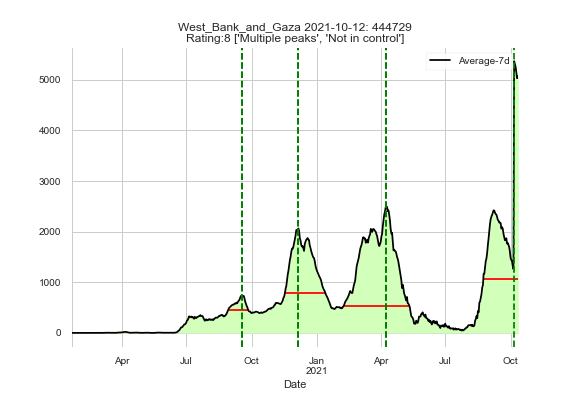 West_Bank_and_Gaza 2021-10-12: 444729
Rating:8 ['Multiple peaks', 'Not in control']
Average-7d
5000
4000
3000
2000
1000
0
Apr
Jul
Oct
Jan
2021
Apr
Jul
Oct
Date